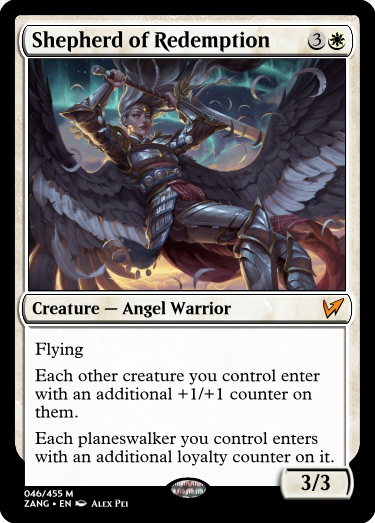 Shepherd of Redemption 3
Creature — Angel Warrior
Flying
Each other creature you control enter
with an additional +1/+1 counter on
them.
Each planeswalker you control enters
with an additional loyalty counter on it.
3/3
046/455 M
ZANG • EN Alex Pei